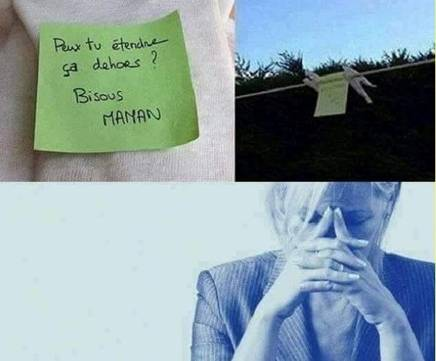 Peux tu étendre
ça dehors ?
Bisous
MAMAN